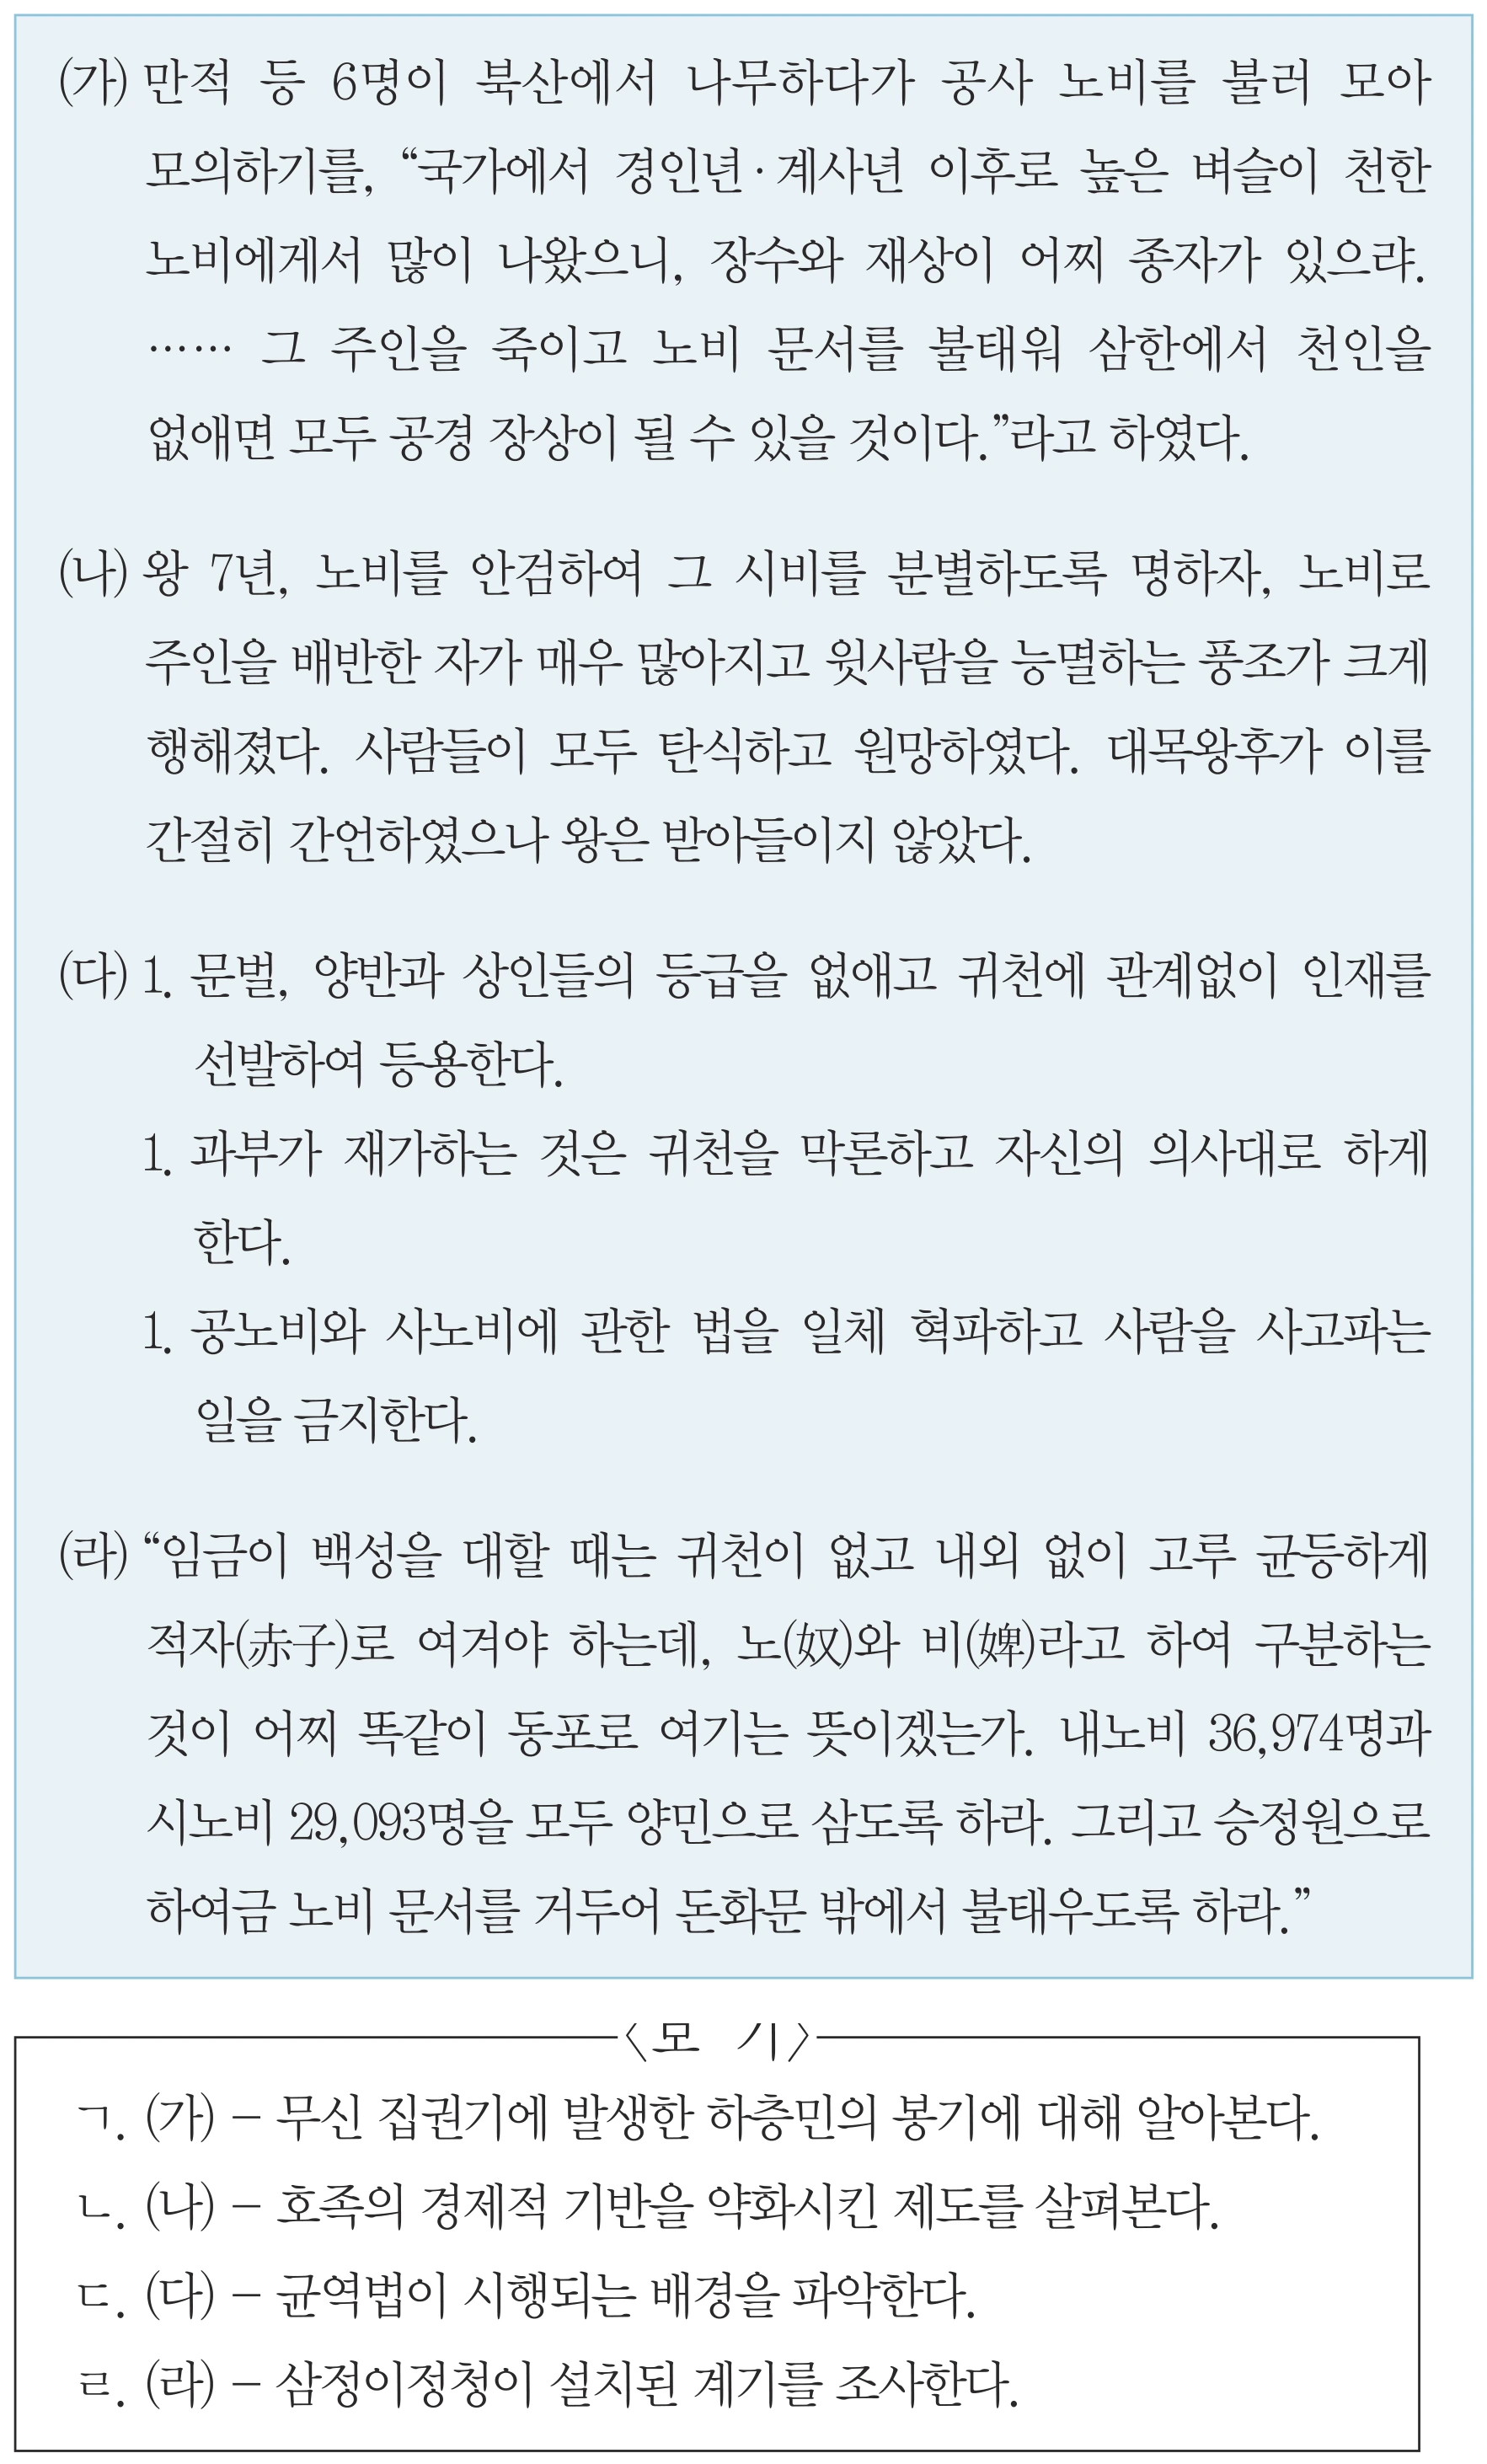 (가) 만적 등 6명이 북산에서 나무하다가 공사 노비를 불러 모아
모의하기를, “국가에서 경인년·계사년 이후로 높은 벼슬이 천한
노비에게서 많이 나왔으니, 장수와 재상이 어찌 종자가 있으랴.
…… 그 주인을 죽이고 노비 문서를 불태워 삼한에서 천인을
없애면 모두 공경 장상이 될 수 있을 것이다.”라고 하였다.
(나) 왕 7년, 노비를 안검하여 그 시비를 분별하도록 명하자, 노비로
주인을 배반한 자가 매우 많아지고 윗사람을 능멸하는 풍조가 크게
행해졌다. 사람들이 모두 탄식하고 원망하였다. 대목왕후가 이를
간절히 간언하였으나 왕은 받아들이지 않았다.
(다) 1. 문벌, 양반과 상인들의 등급을 없애고 귀천에 관계없이 인재를
선발하여 등용한다.
1. 과부가 재가하는 것은 귀천을 막론하고 자신의 의사대로 하게
한다.
1. 공노비와 사노비에 관한 법을 일체 혁파하고 사람을 사고파는
일을 금지한다.
(라) “임금이 백성을 대할 때는 귀천이 없고 내외 없이 고루 균등하게
적자(赤子)로 여겨야 하는데, 노(奴)와 비(婢)라고 하여 구분하는
것이 어찌 똑같이 동포로 여기는 뜻이겠는가. 내노비 36,974명과
시노비 29,093명을 모두 양민으로 삼도록 하라. 그리고 승정원으로
하여금 노비 문서를 거두어 돈화문 밖에서 불태우도록 하라.”
〈모 기〉
ㄱ. (가) - 무신 집권기에 발생한 하층민의 봉기에 대해 알아본다.
ㄴ. (나) - 호족의 경제적 기반을 약화시킨 제도를 살펴본다.
ㄷ. (다) - 균역법이 시행되는 배경을 파악한다.
ㄹ. (라) - 삼정이정청이 설치된 계기를 조사한다.